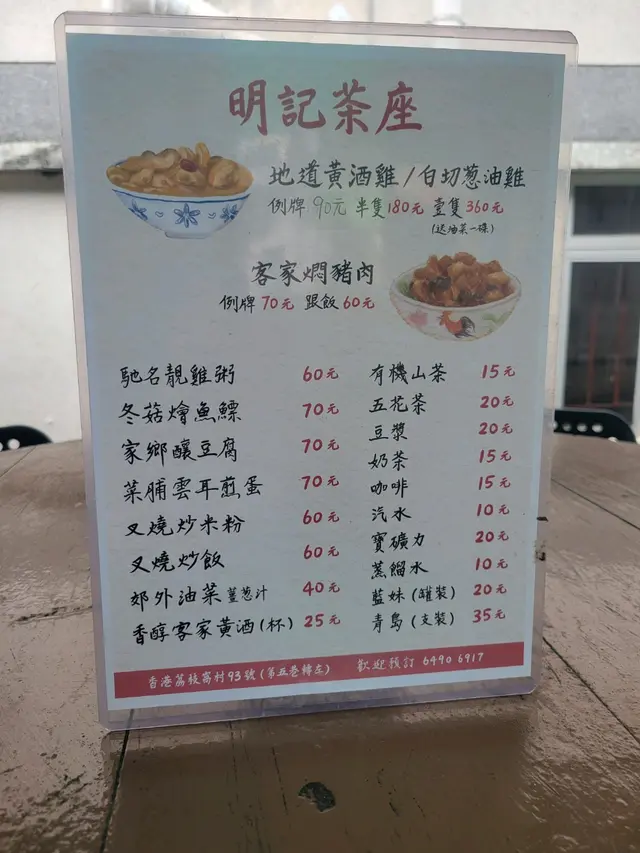 明記茶座
地道黃酒雞/白切葱油雞
例牌 90元 半隻180元 壹隻360元
(送油菜一碟)
客家燜豬肉
例牌 70元 跟飯 60元
馳名靚雞粥 60元
冬菇燴魚鰾 70元
家鄉釀豆腐 70元
菜脯雲耳煎蛋 70元
叉燒炒米粉 60元
叉燒炒飯 60元
郊外油菜 薑葱汁 40元
香醇客家黃酒(杯) 25元
有機山茶 15元
五花茶 20元
豆漿 20元
奶茶 15元
咖啡 15元
汽水 10元
寶礦力 20元
蒸餾水 10元
藍妹(罐裝) 20元
青島(支裝) 35元
香港荔枝窩村93號(第五巷轉左) 歡迎預訂 6490 6917